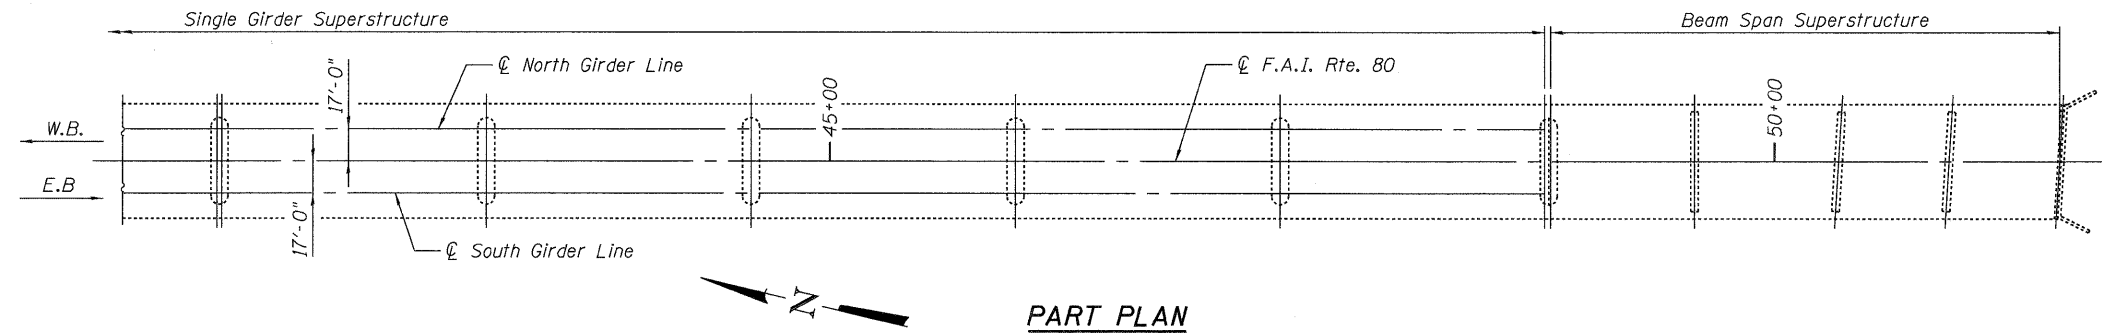 Single Girder Superstructure
Beam Span Superstructure
℄ North Girder Line
℄ F.A.I. Rte. 80
17'-0"
45+00
50+00
W.B.
E.B
17'-0"
℄ South Girder Line
N
PART PLAN